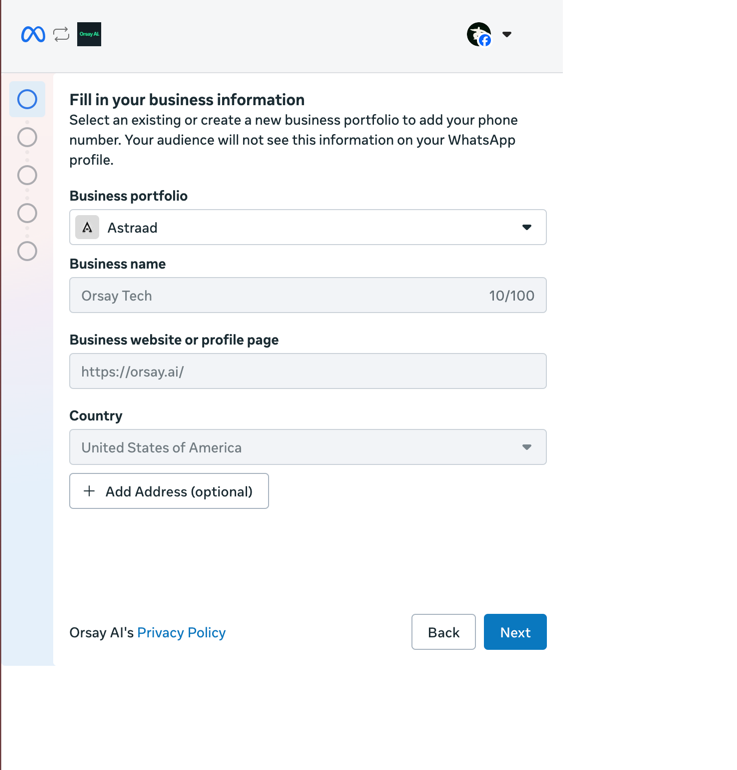 Orsay AI.
Fill in your business information
Select an existing or create a new business portfolio to add your phone
number. Your audience will not see this information on your WhatsApp
profile.
Business portfolio
Astraad
Business name
Orsay Tech 10/100
Business website or profile page
https://orsay.ai/
Country
United States of America
+ Add Address (optional)
Orsay AI's Privacy Policy Back Next